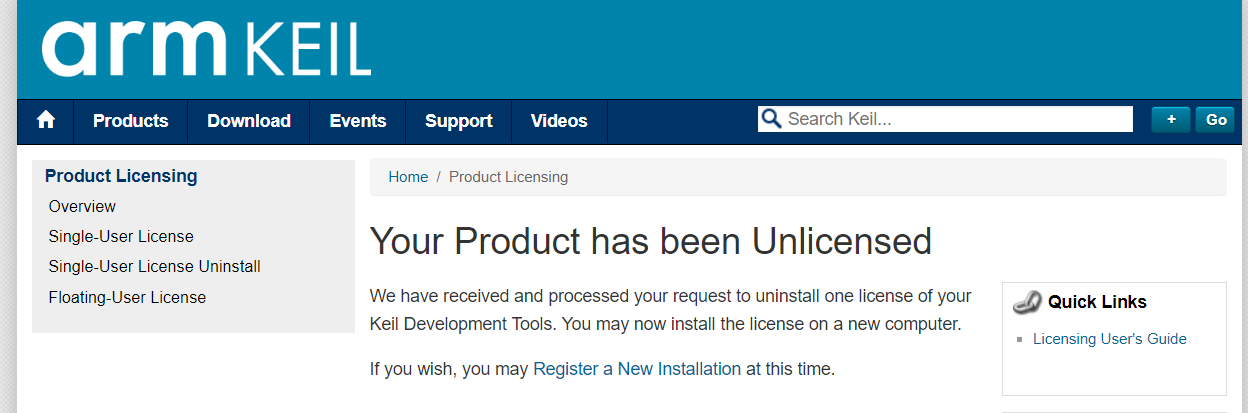 arm KEIL
Products Download Events Support Videos Search Keil... + Go
Product Licensing
Overview
Single-User License
Single-User License Uninstall
Floating-User License
Home / Product Licensing
Your Product has been Unlicensed
We have received and processed your request to uninstall one license of your
Keil Development Tools. You may now install the license on a new computer.
If you wish, you may Register a New Installation at this time.
Quick Links
Licensing User's Guide